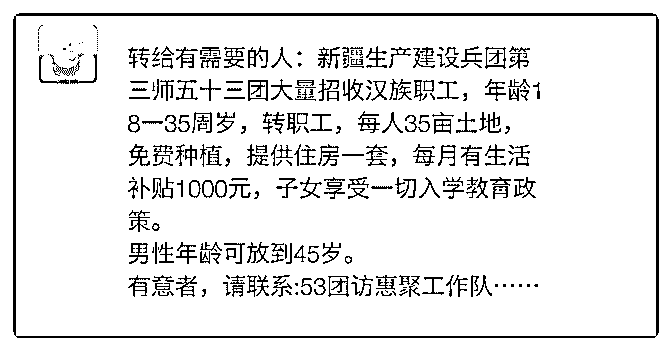 转给有需要的人：新疆生产建设兵团第
三师五十三团大量招收汉族职工，年龄1
8一35周岁，转职工，每人35亩土地，
免费种植，提供住房一套，每月有生活
补贴1000元，子女享受一切入学教育政
策。
男性年龄可放到45岁。
有意者，请联系:53团访惠聚工作队……